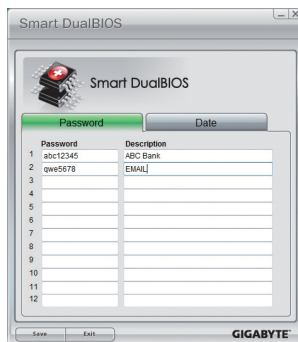 Smart DualBIOS
Smart DualBIOS
Password Date
Password Description
1 abc12345 ABC Bank
2 qwe5678 EMAIL
3
4
5
6
7
8
9
10
11
12
Save Exit GIGABYTE